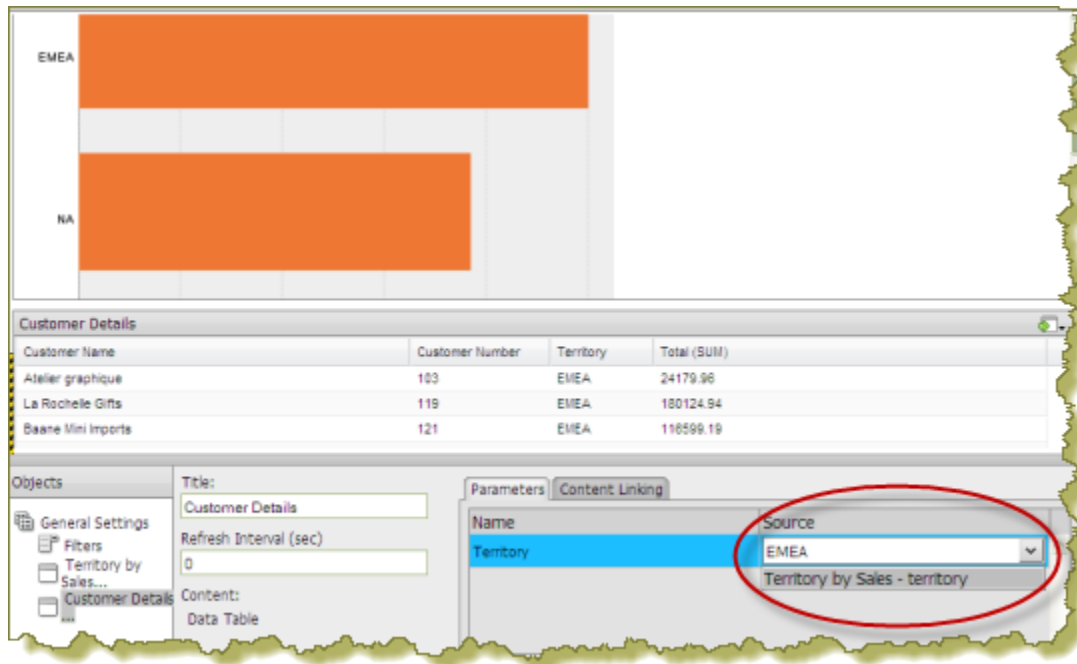 EMEA
NA
Customer Details
Customer Name Customer Number Territory Total (SUM)
Atelier graphique 103 EMEA 24179.96
La Rochelle Gifts 119 EMEA 180124.94
Baane Mini Imports 121 EMEA 116599.19
Objects
General Settings
Filters
Territory by
Sales...
Customer Details
...
Title:
Customer Details
Refresh Interval (sec)
0
Content:
Data Table
Parameters Content Linking
Name Source
Territory EMEA
Territory by Sales - territory